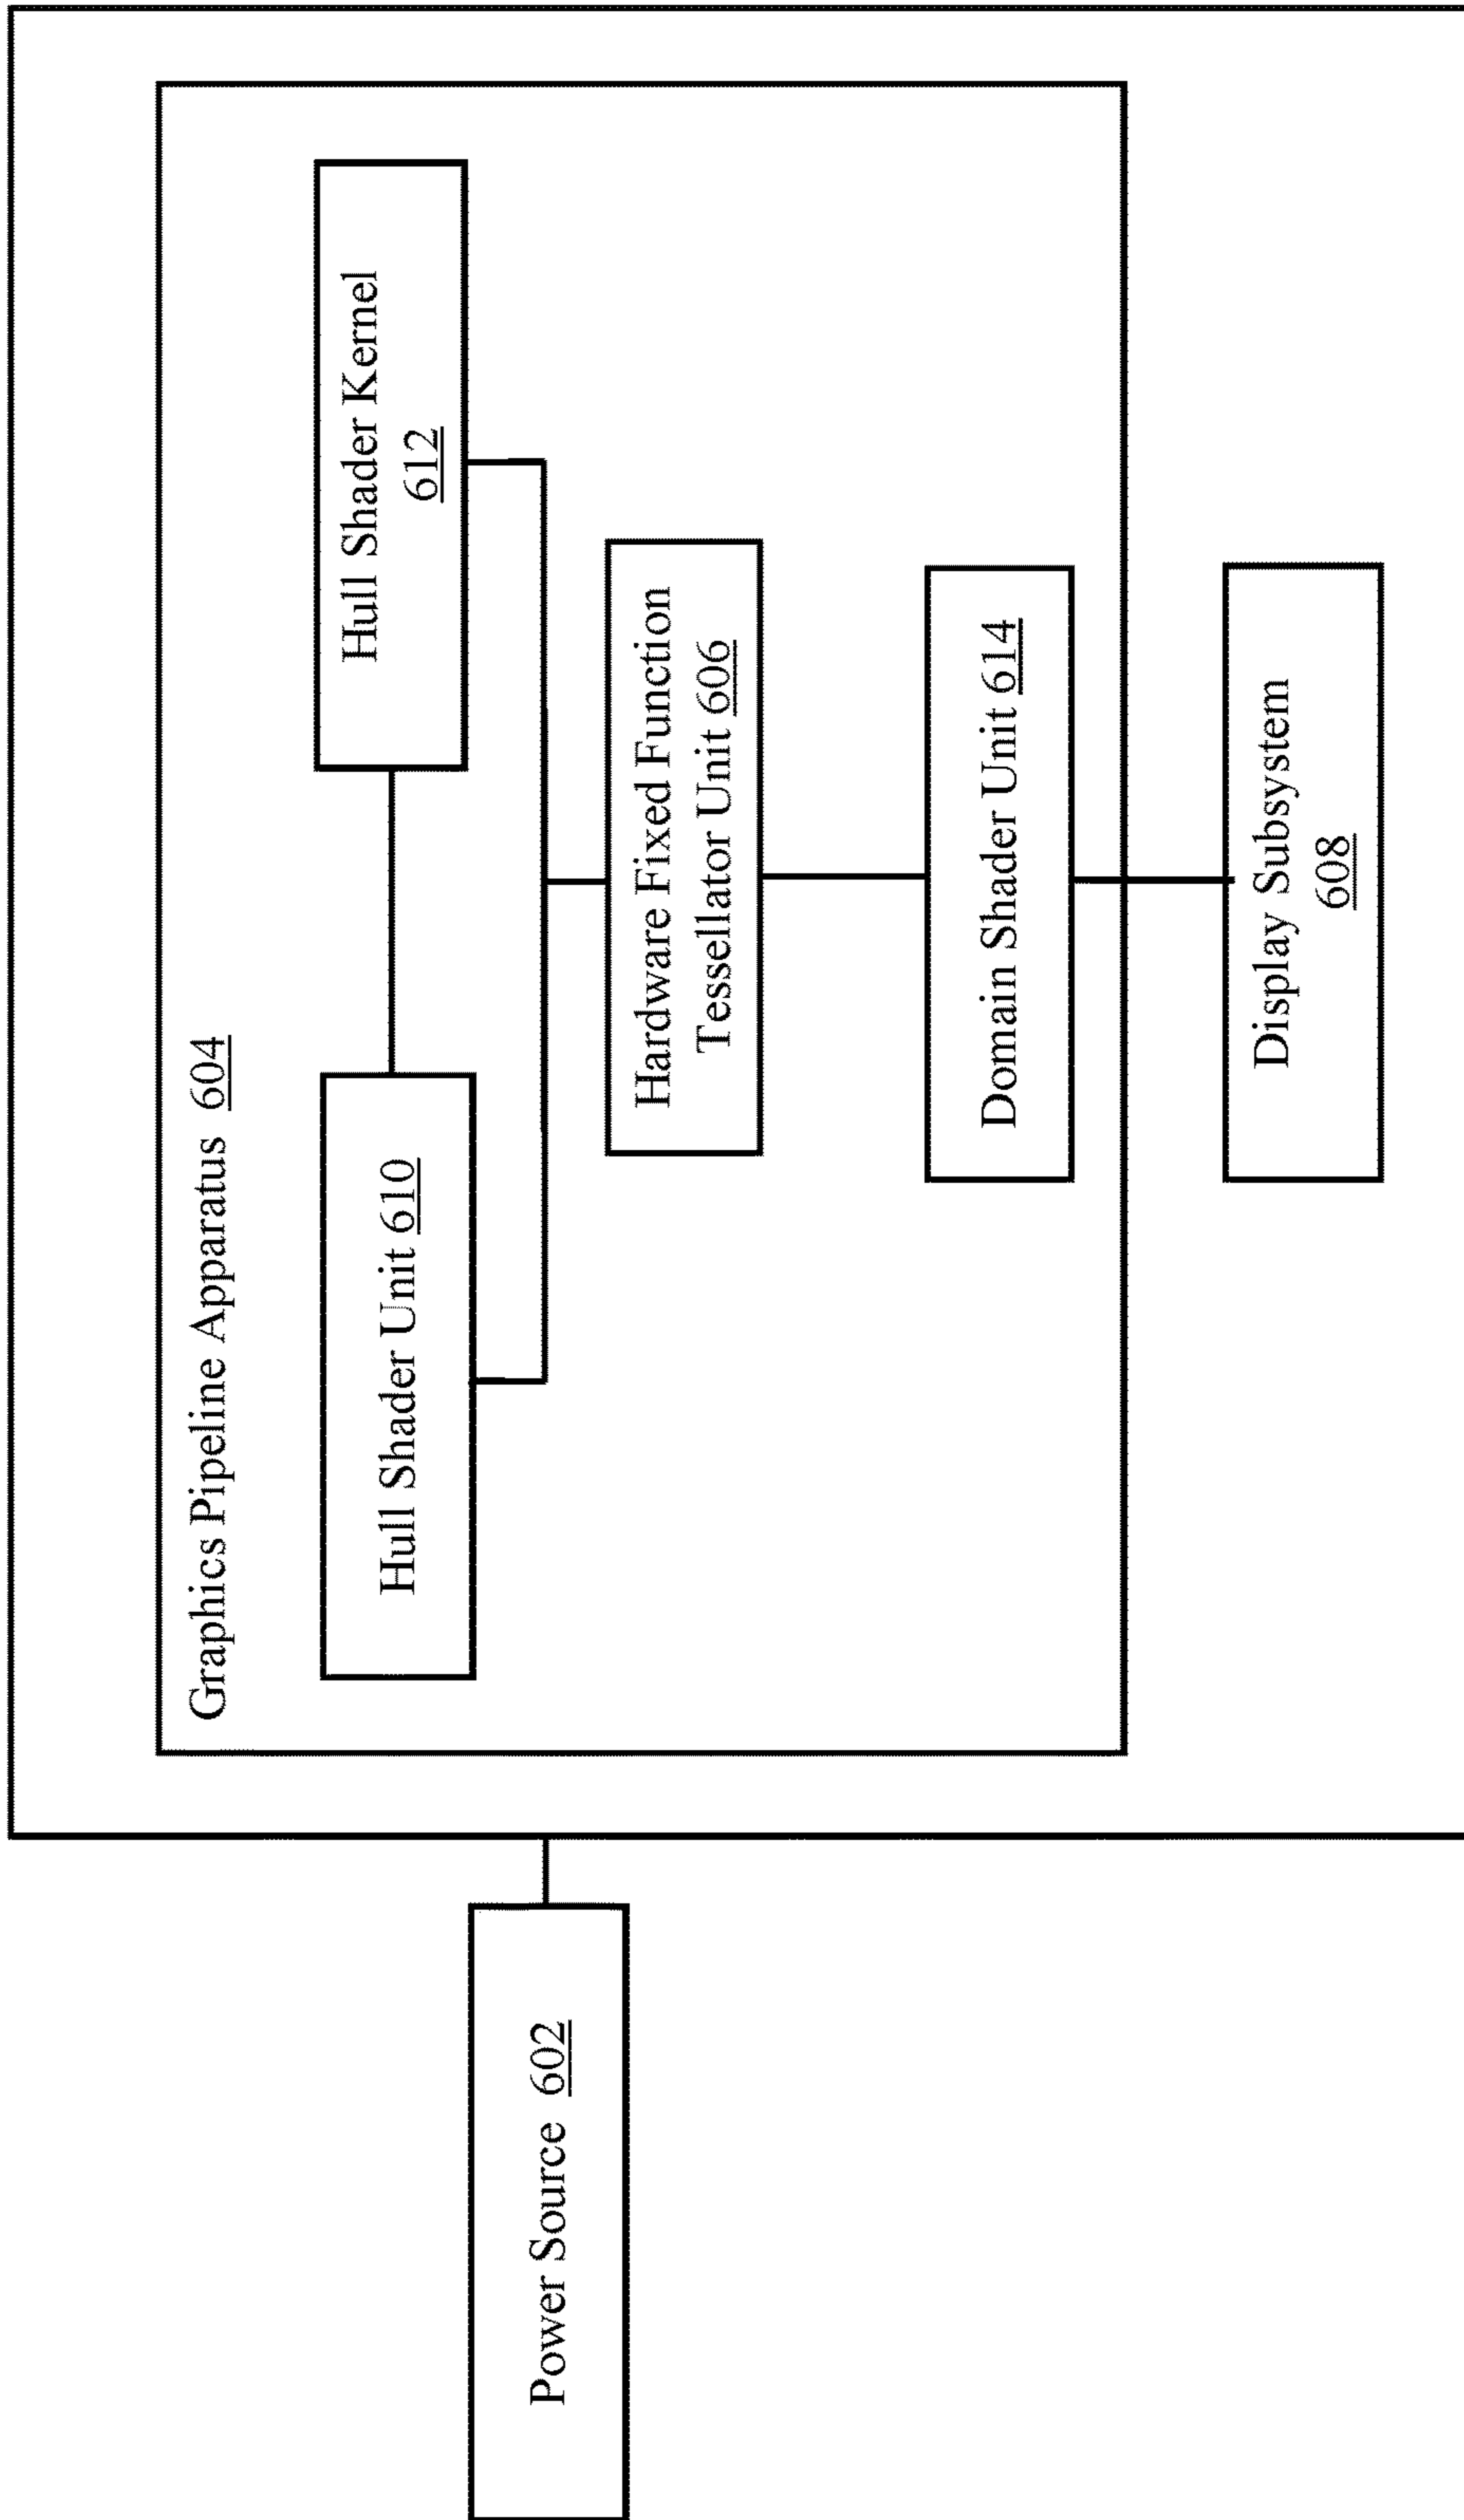 Graphics Pipeline Apparatus 604
Hull Shader Unit 610
Hull Shader Kernel
612
Hardware Fixed Function
Tessellator Unit 606
Domain Shader Unit 614
Display Subsystem
608
Power Source 602